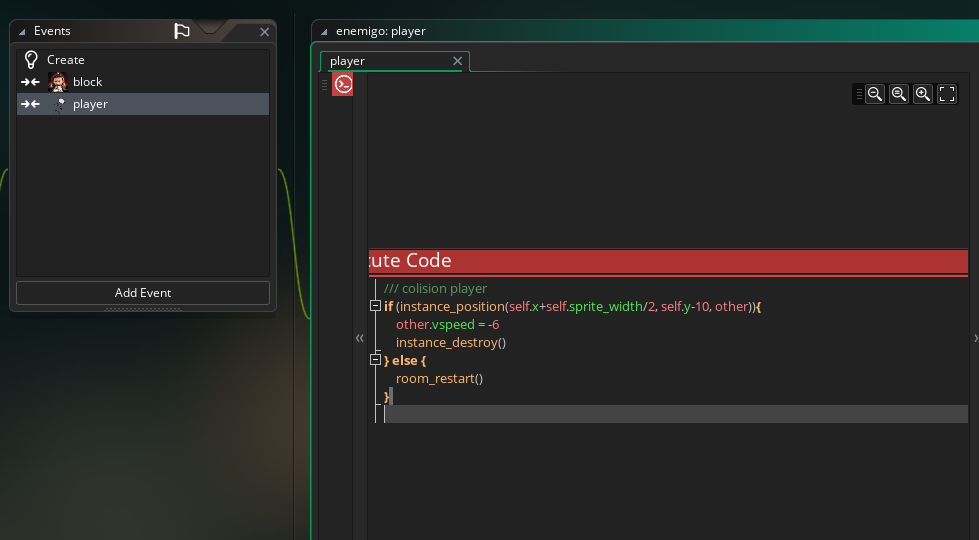 Events
Create
block
player
Add Event
enemigo: player
player
cute Code
/// colision player
if (instance_position(self.x+self.sprite_width/2, self.y-10, other)){
other.vspeed = -6
instance_destroy()
} else {
room_restart()
}